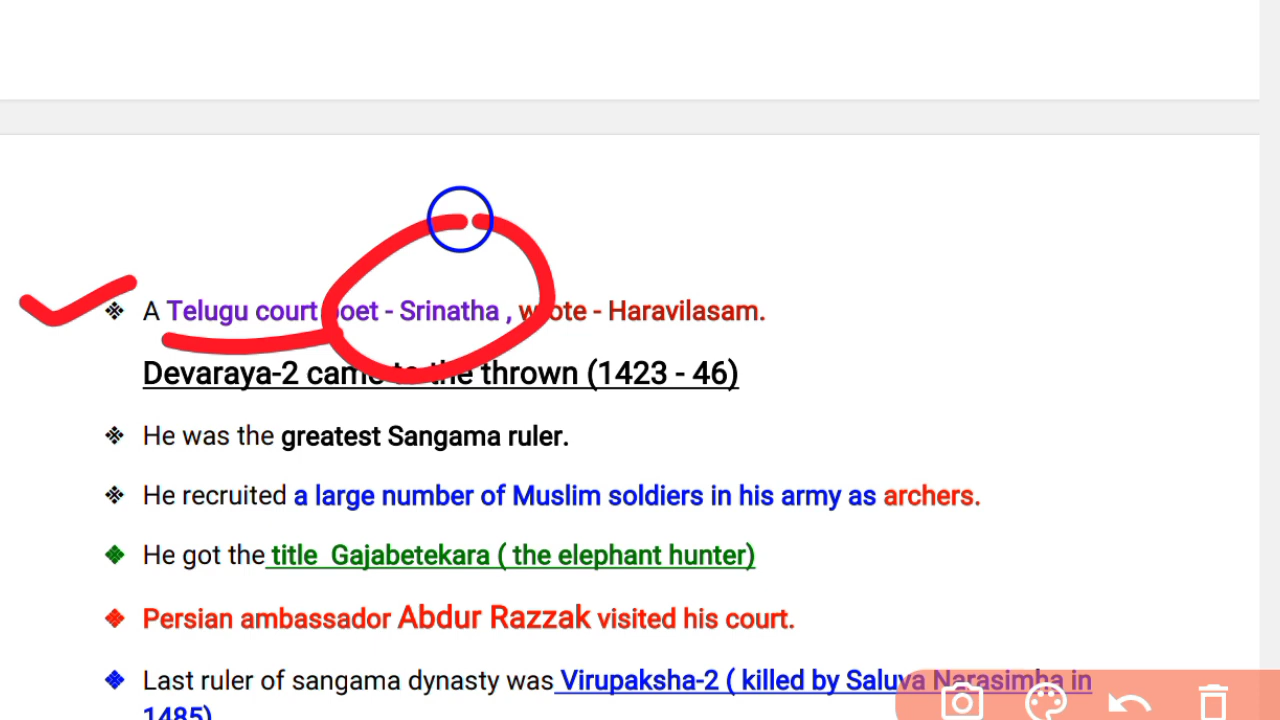 ❖ A Telugu court poet - Srinatha , wrote - Haravilasam.
Devaraya-2 came to the thrown (1423 - 46)
❖ He was the greatest Sangama ruler.
❖ He recruited a large number of Muslim soldiers in his army as archers.
❖ He got the title Gajabetekara ( the elephant hunter)
❖ Persian ambassador Abdur Razzak visited his court.
❖ Last ruler of sangama dynasty was Virupaksha-2 ( killed by Saluva Narasimha in
1485)